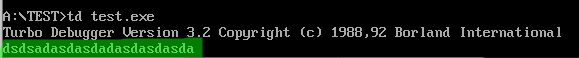 A:\TEST>td test.exe
Turbo Debugger Version 3.2 Copyright (c) 1988,92 Borland International
dsdsadasdasdadasdasdasda